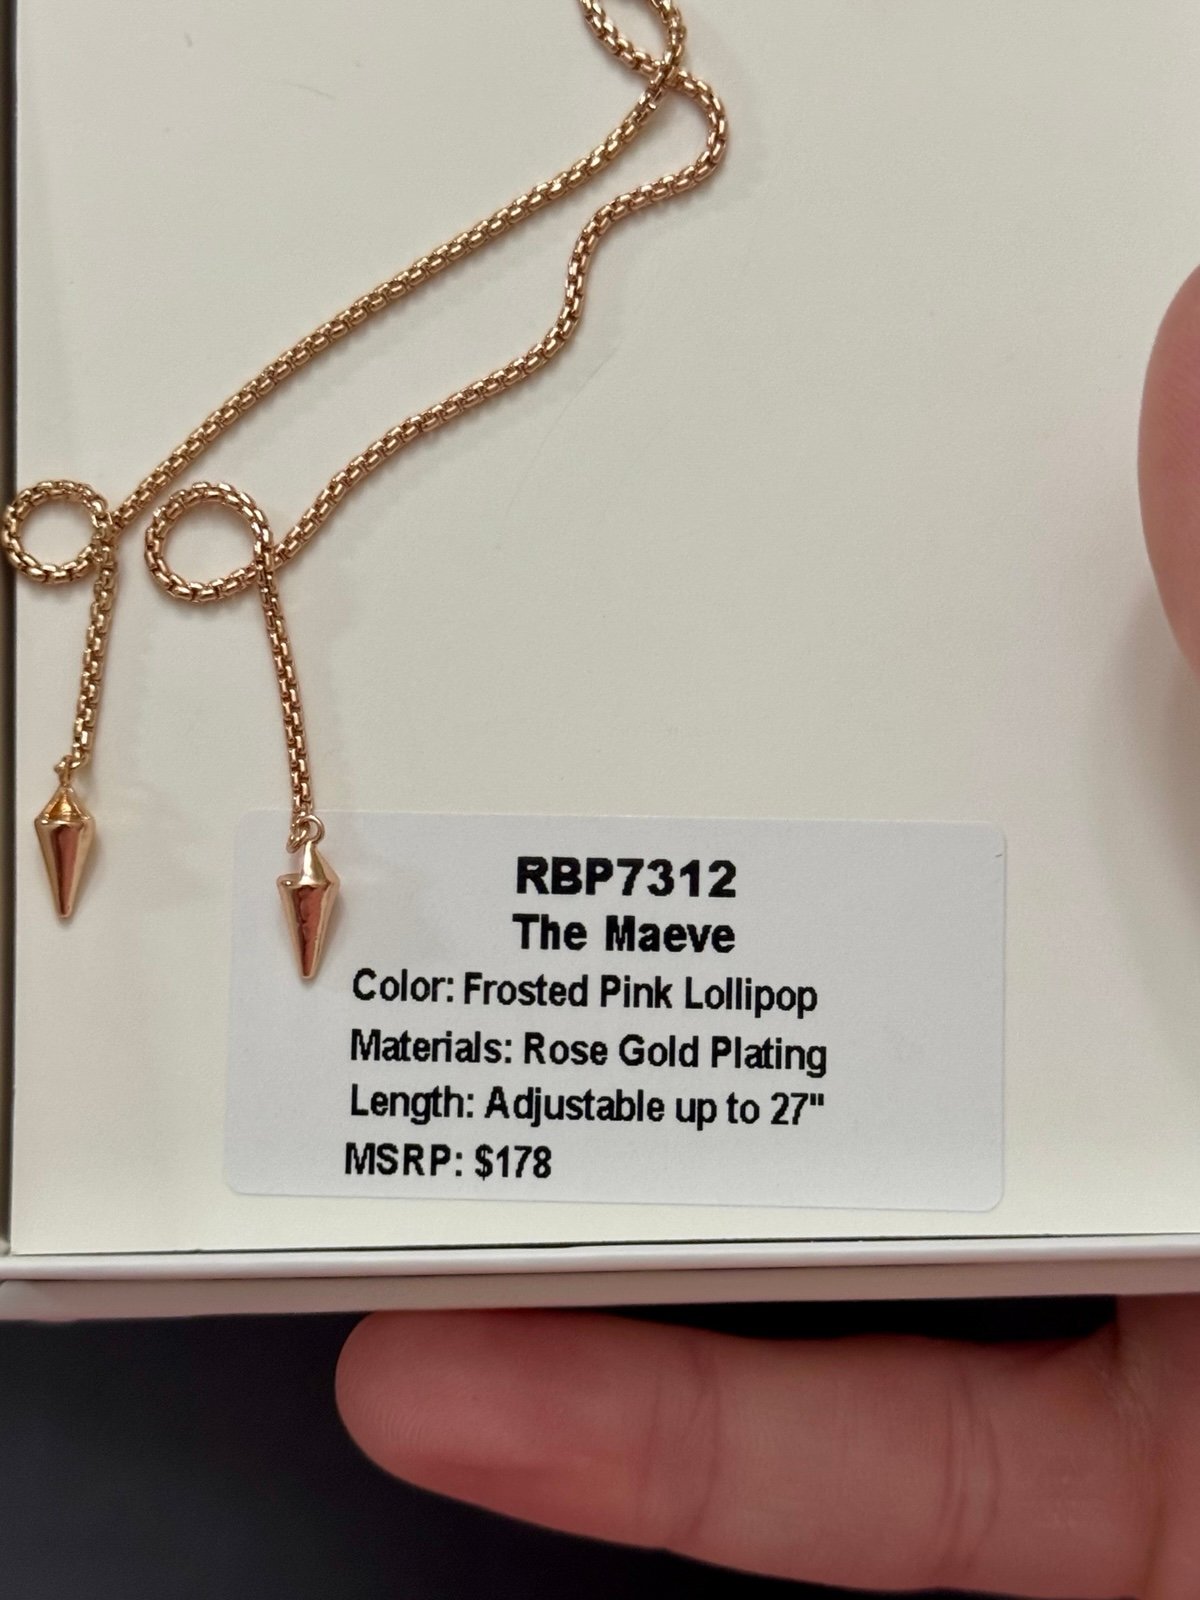 RBP7312
The Maeve
Color: Frosted Pink Lollipop
Materials: Rose Gold Plating
Length: Adjustable up to 27"
MSRP: $178